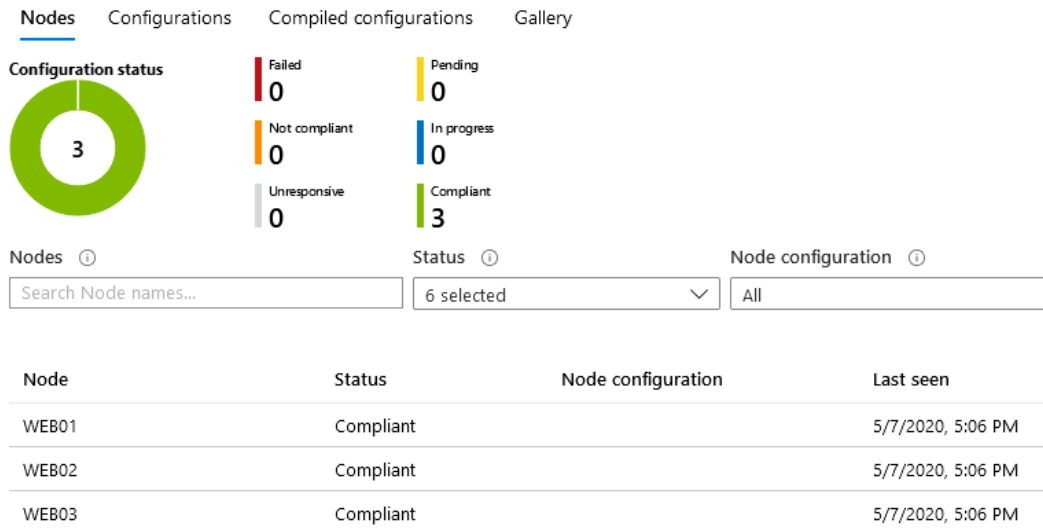 Nodes Configurations Compiled configurations Gallery
Configuration status
3
Failed
0
Pending
0
Not compliant
0
In progress
0
Unresponsive
0
Compliant
3
Nodes Status Node configuration
Search Node names... 6 selected All
Node Status Node configuration Last seen
WEB01 Compliant 5/7/2020, 5:06 PM
WEB02 Compliant 5/7/2020, 5:06 PM
WEB03 Compliant 5/7/2020, 5:06 PM